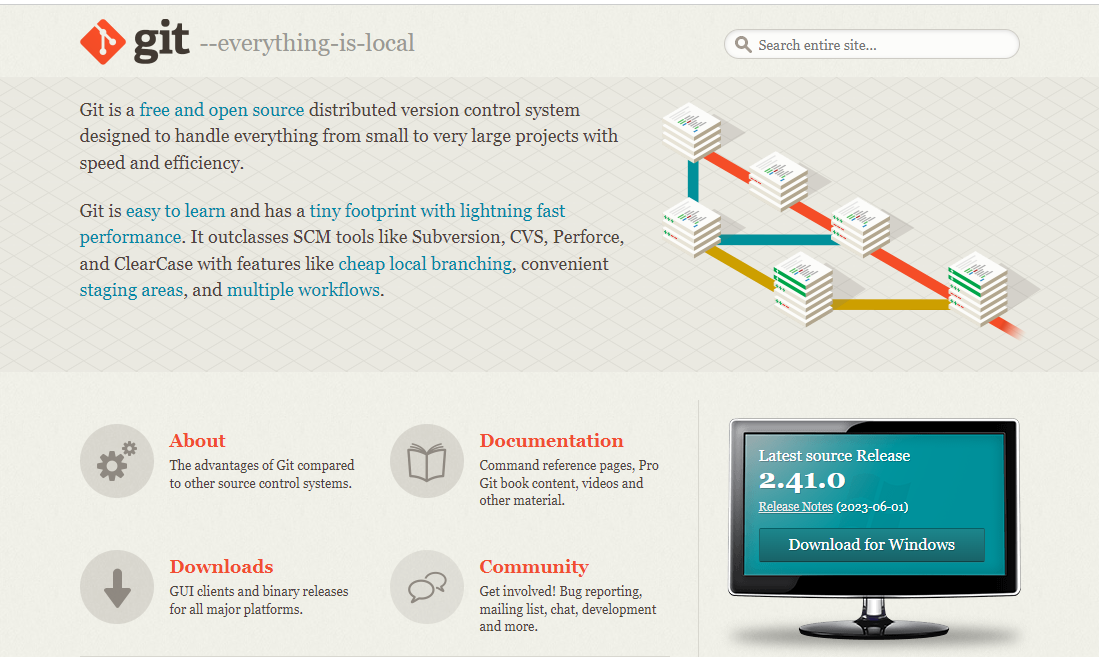 git --everything-is-local
Search entire site...
Git is a free and open source distributed version control system
designed to handle everything from small to very large projects with
speed and efficiency.
Git is easy to learn and has a tiny footprint with lightning fast
performance. It outclasses SCM tools like Subversion, CVS, Perforce,
and ClearCase with features like cheap local branching, convenient
staging areas, and multiple workflows.
About
The advantages of Git compared
to other source control systems.
Documentation
Command reference pages, Pro
Git book content, videos and
other material.
Downloads
GUI clients and binary releases
for all major platforms.
Community
Get involved! Bug reporting,
mailing list, chat, development
and more.
Latest source Release
2.41.0
Release Notes (2023-06-01)
Download for Windows